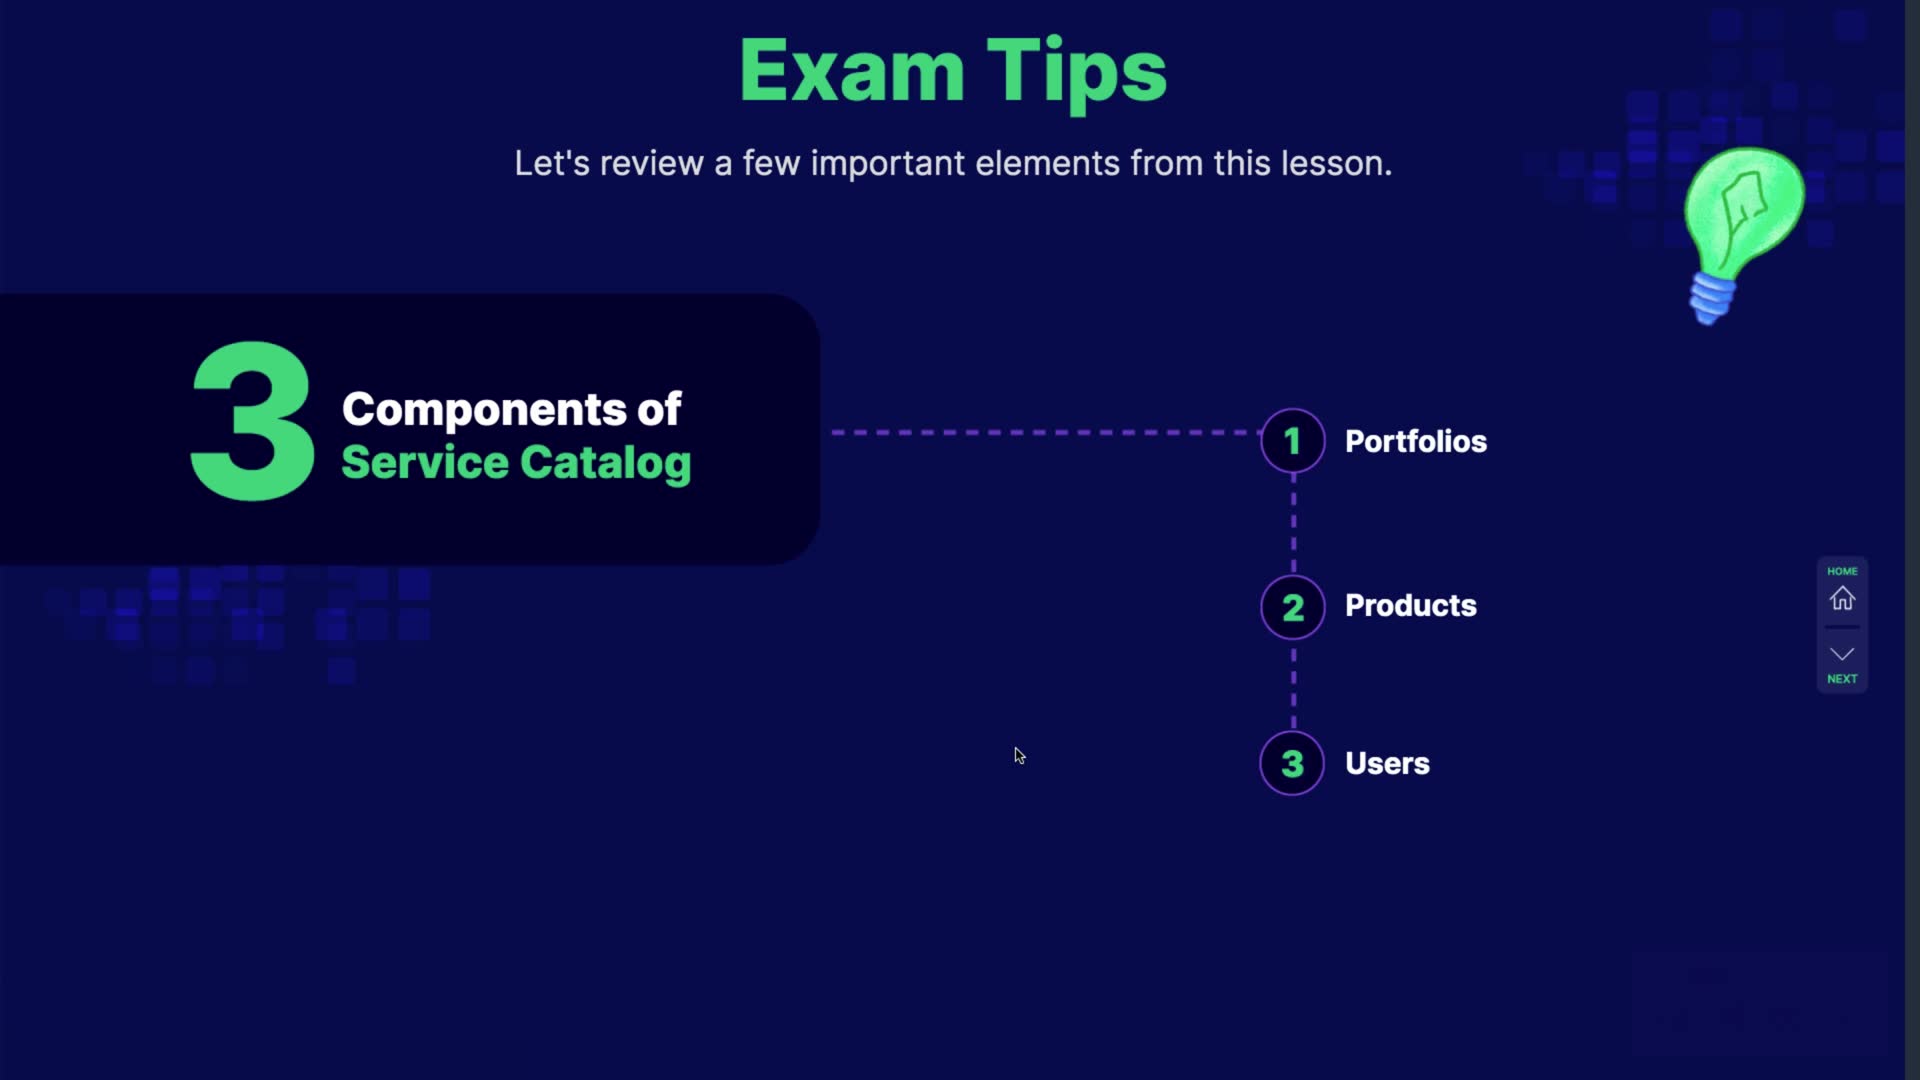 Exam Tips
Let's review a few important elements from this lesson.
3
Components of
Service Catalog
1
Portfolios
2
Products
3
Users
HOME
NEXT